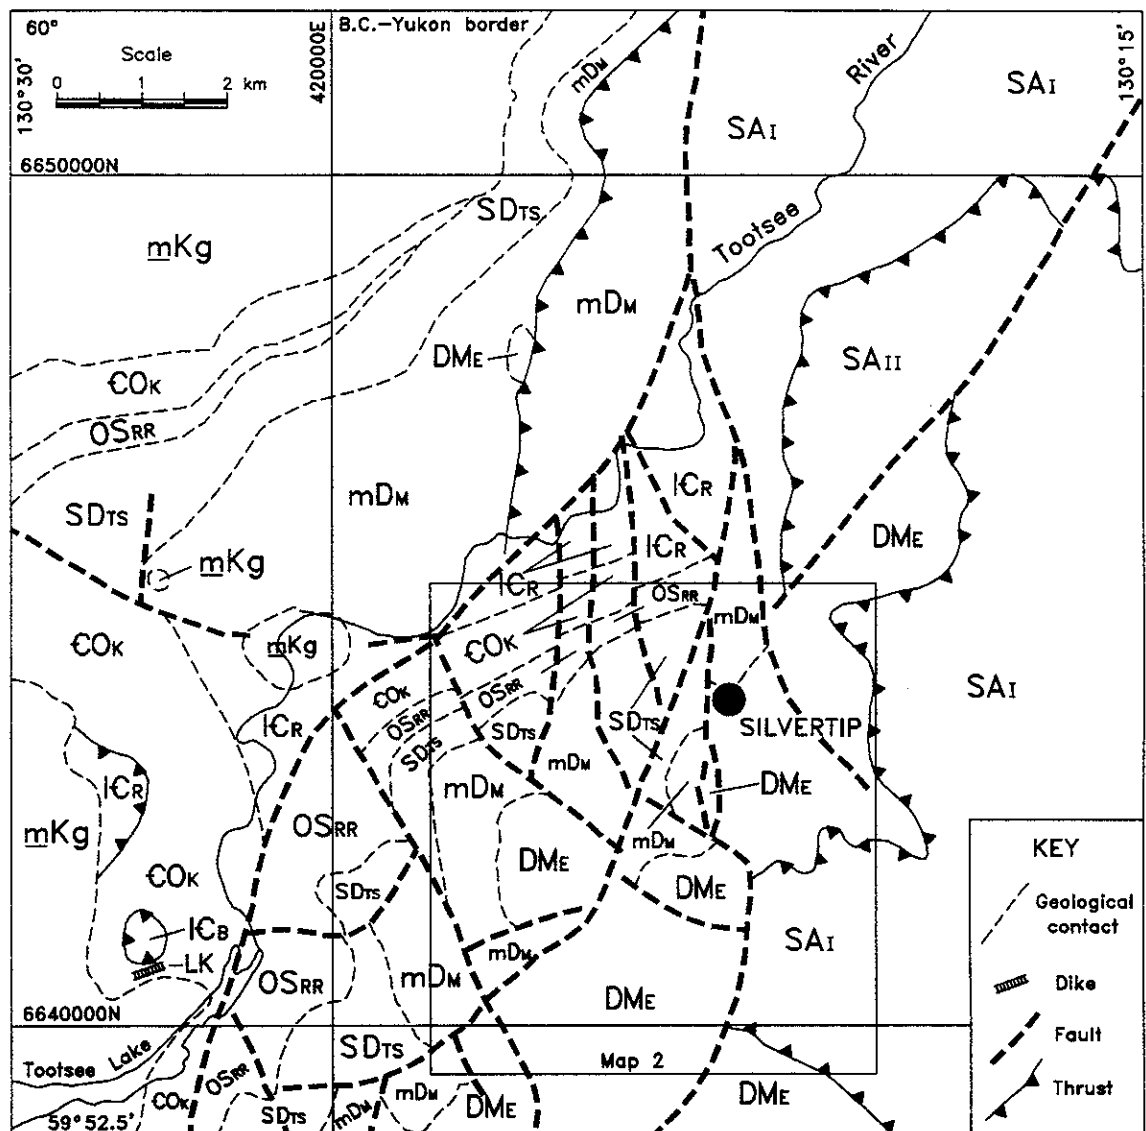 60°
B.C.–Yukon border
Scale
0 1 2 km
130°30'
420000E
130°15'
mDM
River
SAI
SAI
6650000N
SDTS
Tootsee
mKg
mDM
DME
SAII
ЄOK
OSRR
lЄR
mDM
SDTS
DME
lЄR
mKg
lЄR
OSRR
mDM
ЄOK
mKg
ЄOK
SAI
ЄOK
OSRR
OSRR
lЄR
SDTS
SILVERTIP
SDTS
SDTS
mDM
lЄR
mDM
DME
OSRR
mKg
mDM
KEY
DME
ЄOK
SDTS
DME
Geological
contact
lЄB
SAI
LK
mDM
OSRR
mDM
Dike
DME
6640000N
Fault
SDTS
Tootsee Lake
Map 2
OSRR
Thrust
ЄOK
mDM
DME
DME
SDTS
mDM
59°52.5'